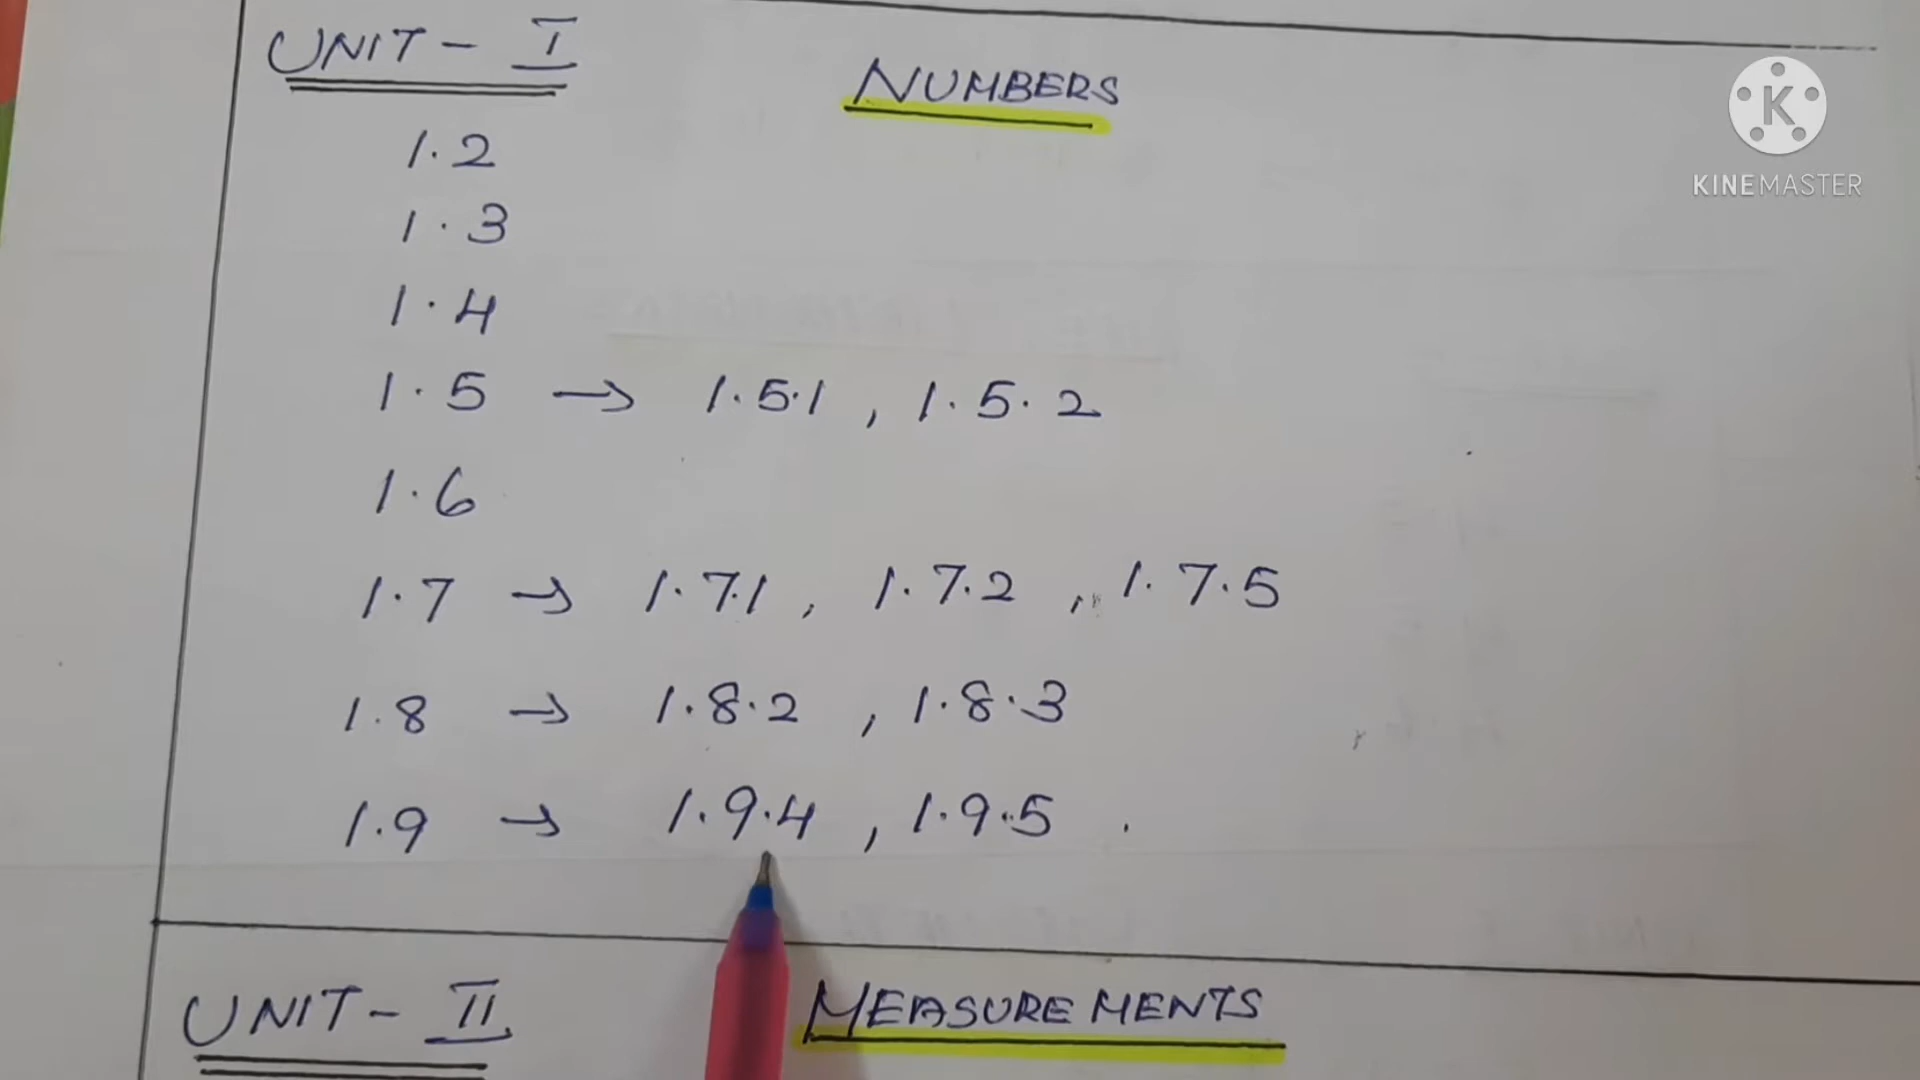 UNIT - I
NUMBERS
K
KINEMASTER
1.2
1.3
1.4
1.5 → 1.5.1 , 1.5.2
1.6
1.7 → 1.7.1 , 1.7.2 , 1.7.5
1.8 → 1.8.2 , 1.8.3
1.9 → 1.9.4 , 1.9.5 .
UNIT - II
MEASUREMENTS